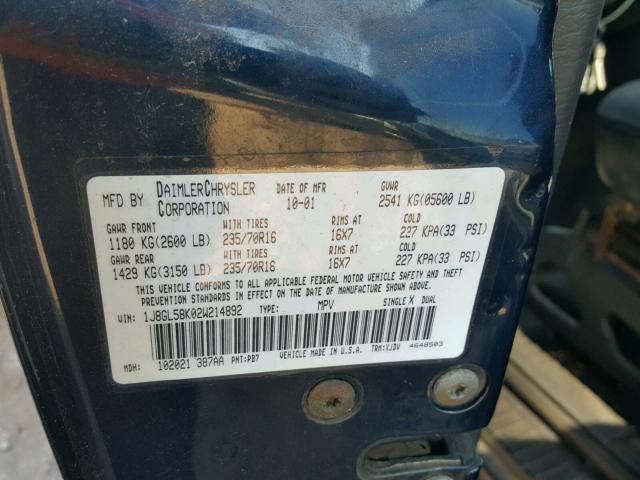 MFD BY DAIMLERCHRYSLER CORPORATION DATE OF MFR 10-01 GVWR 2541 KG(05600 LB)
GAWR FRONT WITH TIRES RIMS AT COLD
1180 KG(2600 LB) 235/70R16 16X7 227 KPA(33 PSI)
GAWR REAR WITH TIRES RIMS AT COLD
1429 KG(3150 LB) 235/70R16 16X7 227 KPA(33 PSI)
THIS VEHICLE CONFORMS TO ALL APPLICABLE FEDERAL MOTOR VEHICLE SAFETY AND THEFT
PREVENTION STANDARDS IN EFFECT ON THE DATE OF MANUFACTURE SHOWN ABOVE.
VIN: 1J8GL58K02W214892 TYPE: MPV SINGLE X DUAL
MDH: 102021 387AA PNT:PB7 VEHICLE MADE IN U.S.A. TRM:XJDV 4648503